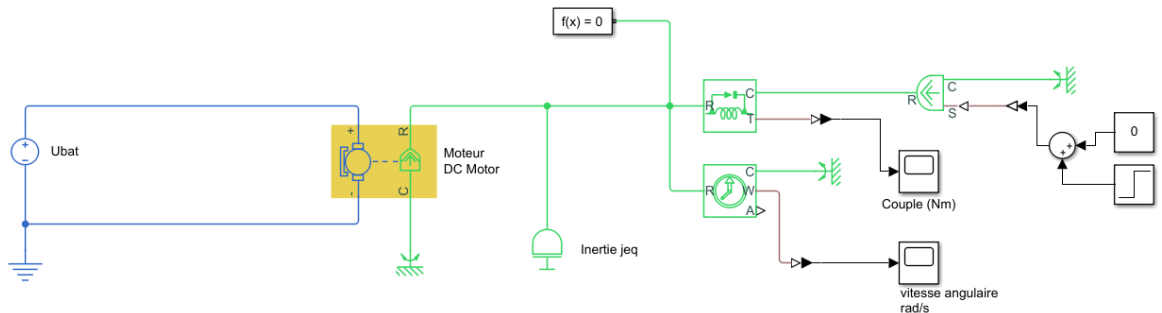 f(x) = 0
Ubat
+
-
R
C
Moteur
DC Motor
Inertie jeq
R
C
T
R
C
W
A
Couple (Nm)
vitesse angulaire
rad/s
R
C
S
+
+
0